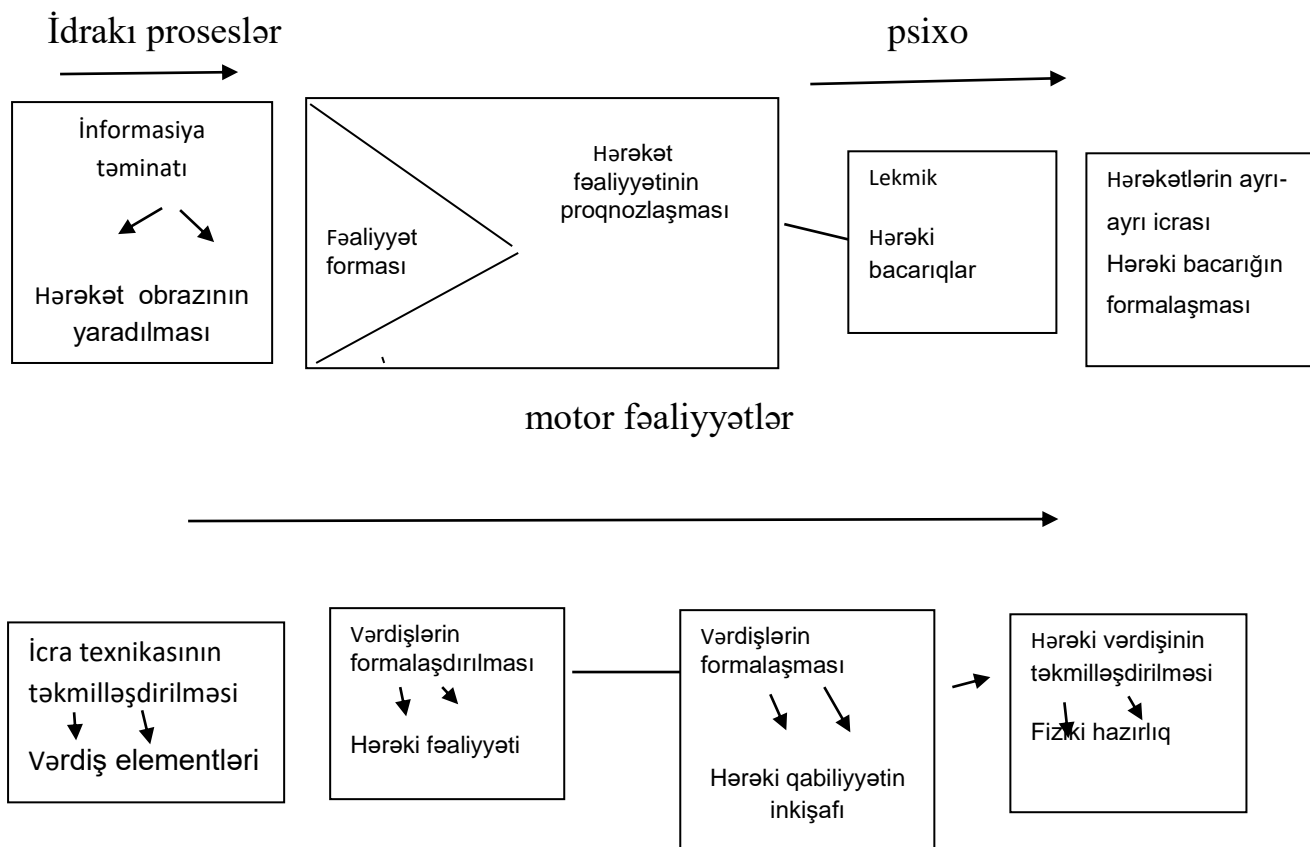 İdrakı proseslər
psixo
İnformasiya
təminatı
Hərəkət obrazının
yaradılması
Fəaliyyət
forması
Hərəkət
fəaliyyətinin
proqnozlaşması
Lekmik
Hərəki
bacarıqlar
Hərəkətlərin ayrı-
ayrı icrası
Hərəki bacarığın
formalaşması
motor fəaliyyətlər
İcra texnikasının
təkmilləşdirilməsi
Vərdiş elementləri
Vərdişlərin
formalaşdırılması
Hərəki fəaliyyəti
Vərdişlərin
formalaşması
Hərəki qabiliyyətin
inkişafı
Hərəki vərdişinin
təkmilləşdirilməsi
Fiziki hazırlıq